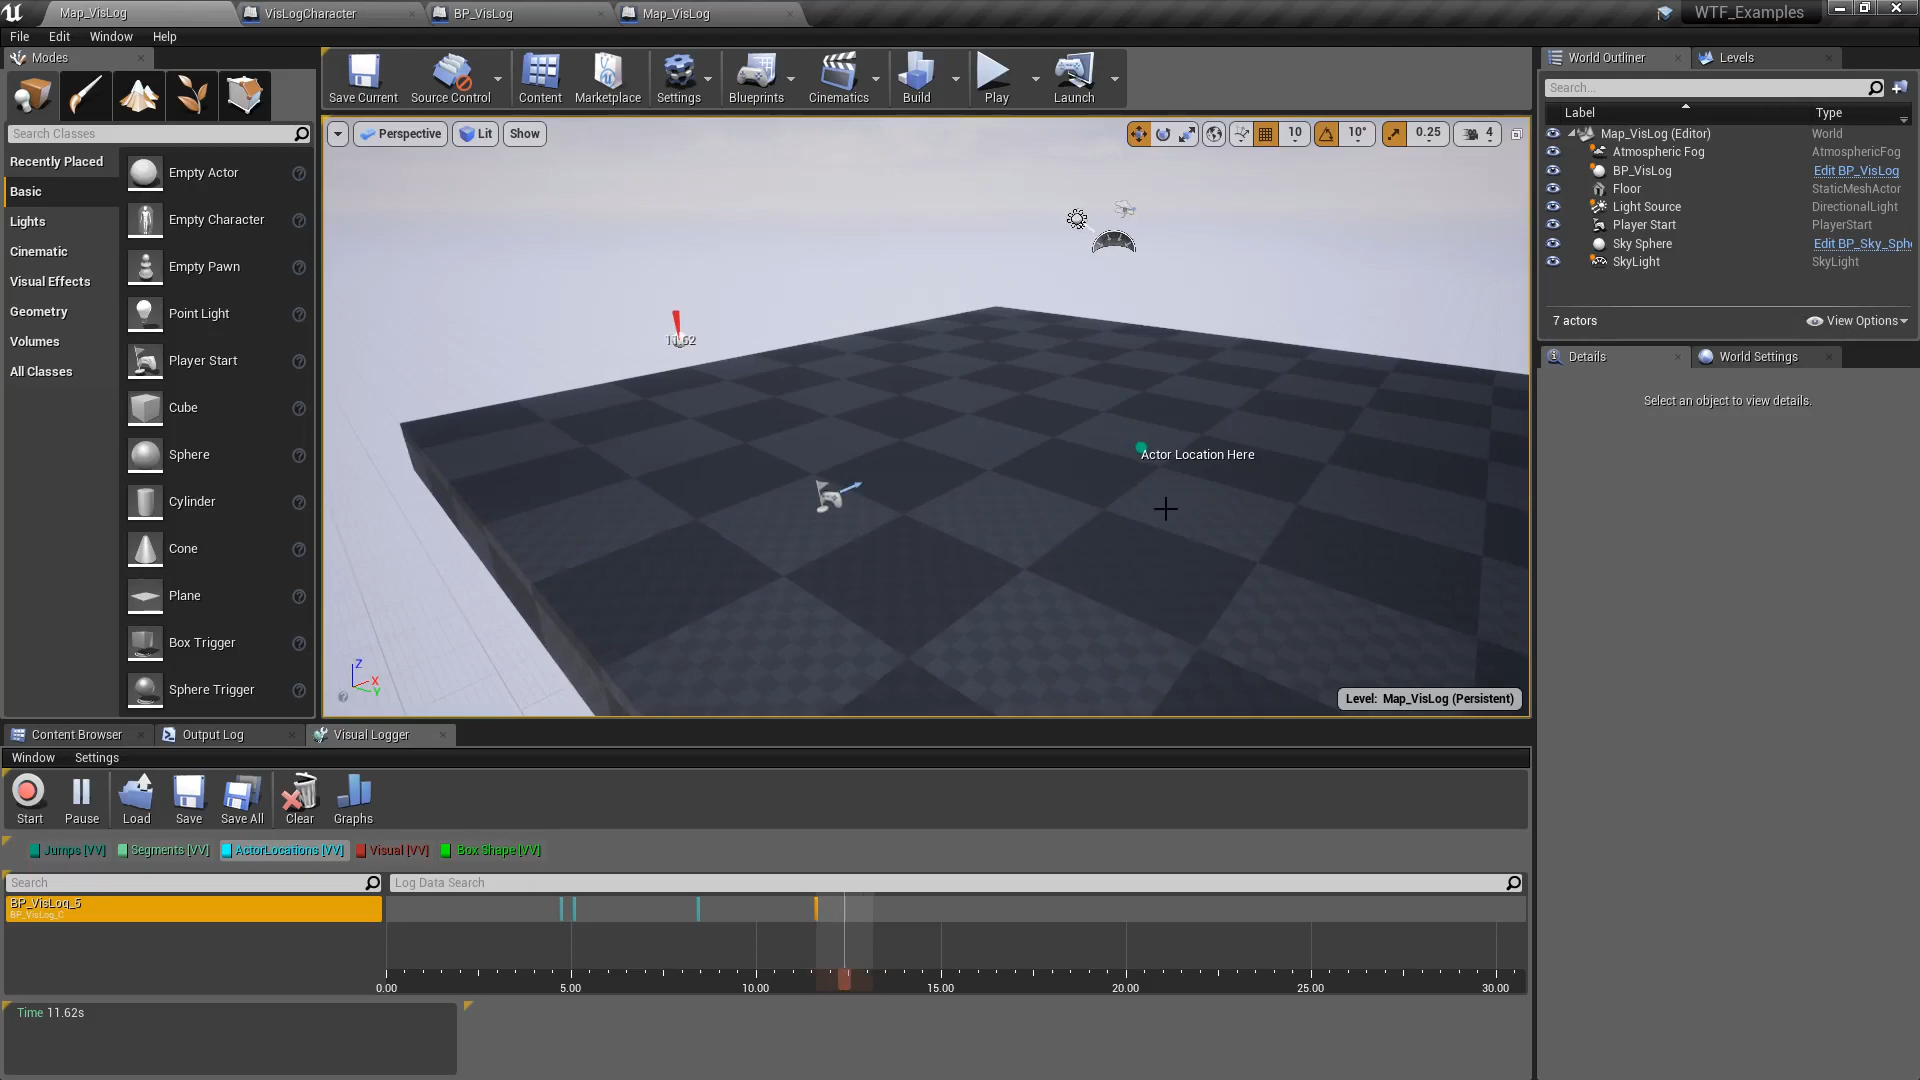 Map_VisLog
VisLogCharacter
BP_VisLog
Map_VisLog
WTF_Examples
File
Edit
Window
Help
Modes
Save Current
Source Control
Content
Marketplace
Settings
Blueprints
Cinematics
Build
Play
Launch
World Outliner
Levels
Search Classes
Perspective
Lit
Show
10
10°
0.25
4
Search...
Label
Type
Recently Placed
Basic
Lights
Cinematic
Visual Effects
Geometry
Volumes
All Classes
Empty Actor
Empty Character
Empty Pawn
Point Light
Player Start
Cube
Sphere
Cylinder
Cone
Plane
Box Trigger
Sphere Trigger
11.62
Actor Location Here
Z
X
Y
Level: Map_VisLog (Persistent)
Map_VisLog (Editor)
World
Atmospheric Fog
AtmosphericFog
BP_VisLog
Edit BP_VisLog
Floor
StaticMeshActor
Light Source
DirectionalLight
Player Start
PlayerStart
Sky Sphere
Edit BP_Sky_Sph
SkyLight
SkyLight
7 actors
View Options
Details
World Settings
Select an object to view details.
Content Browser
Output Log
Visual Logger
Window
Settings
Start
Pause
Load
Save
Save All
Clear
Graphs
Jumps [VV]
Segments [VV]
ActorLocations [VV]
Visual [VV]
Box Shape [VV]
Search
Log Data Search
BP_VisLog_5
BP_VisLog_C
0.00
5.00
10.00
15.00
20.00
25.00
30.00
Time 11.62s